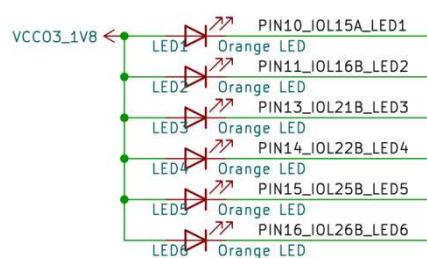 PIN10_IOL15A_LED1
VCCO3_1V8
LED1 Orange LED
PIN11_IOL16B_LED2
LED2 Orange LED
PIN13_IOL21B_LED3
LED3 Orange LED
PIN14_IOL22B_LED4
LED4 Orange LED
PIN15_IOL25B_LED5
LED5 Orange LED
PIN16_IOL26B_LED6
LED6 Orange LED